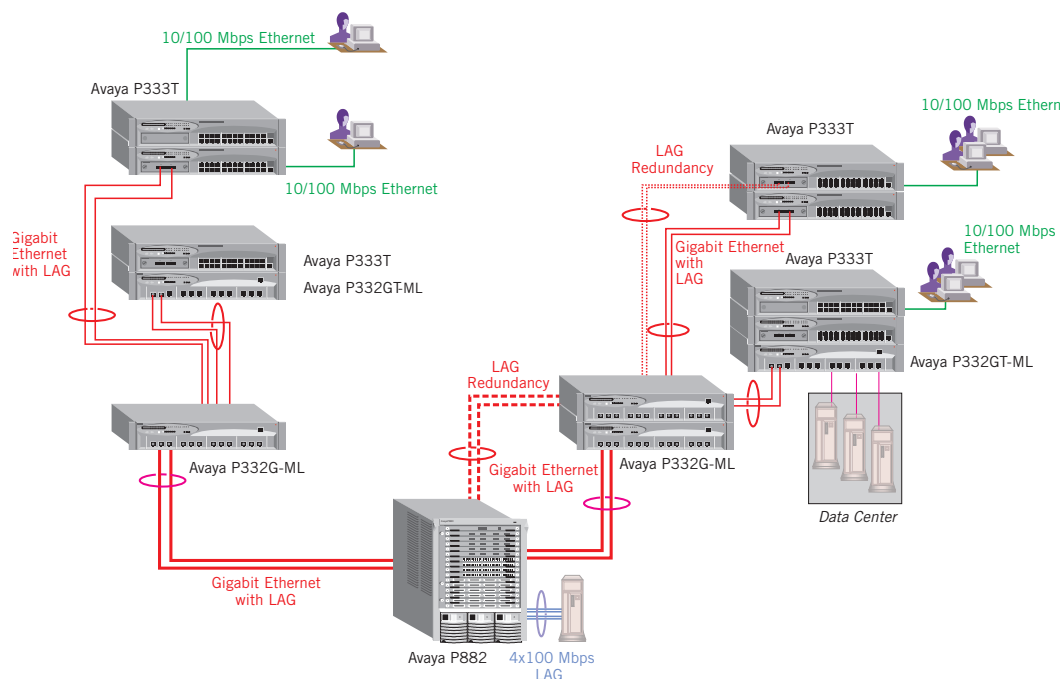 10/100 Mbps Ethernet
Avaya P333T
10/100 Mbps Ethernet
Gigabit
Ethernet
with LAG
Avaya P333T
Avaya P332GT-ML
Avaya P332G-ML
Gigabit Ethernet
with LAG
LAG
Redundancy
Avaya P882
4x100 Mbps
LAG
Gigabit Ethernet
with LAG
Avaya P332G-ML
LAG
Redundancy
Gigabit Ethernet
with
LAG
Avaya P333T
10/100 Mbps Ethern
10/100 Mbps
Ethernet
Avaya P333T
Avaya P332GT-ML
Data Center